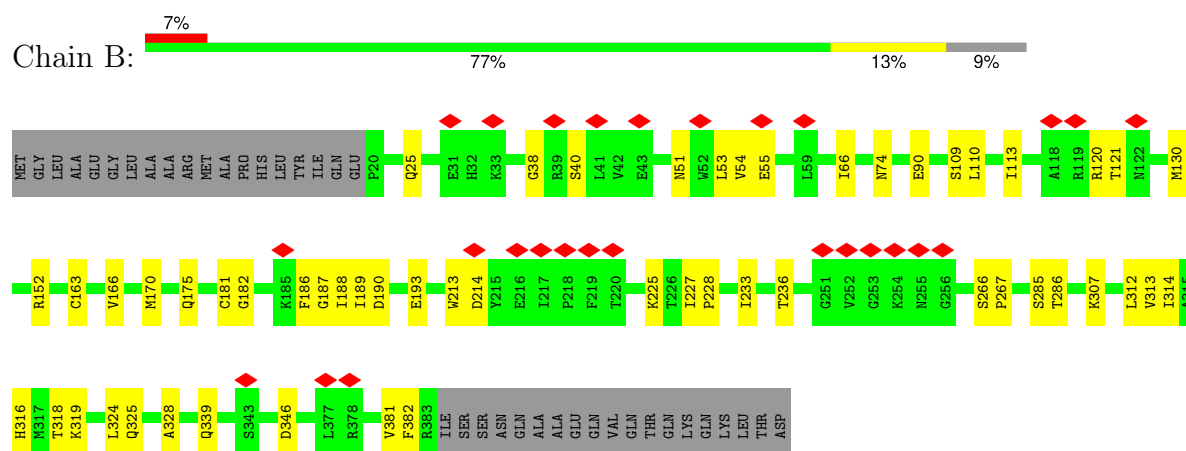 7%
Chain B:
77% 13% 9%
MET GLY LEU ALA GLU GLY LEU ALA ALA ARG MET ALA PRO HIS LEU TYR ILE GLN GLU P20 Q25 E31 H32 K33 G38 R39 S40 L41 V42 E43 N51 W52 L53 V54 E55 L59 I66 N74 E90 S109 L110 I113 A118 R119 R120 T121 N122 M130
R152 C163 V166 M170 Q175 C181 G182 K185 F186 G187 I188 I189 D190 E193 W213 D214 Y215 E216 I217 P218 F219 T220 K225 T226 I227 P228 I233 T236 G251 V252 G253 K254 N255 G256 S266 P267 S285 T286 K307 L312 V313 I314 A315
H316 M317 T318 K319 L324 Q325 A328 Q339 S343 D346 L377 R378 V381 F382 R383 ILE SER SER ASN GLN ALA ALA GLU GLN VAL GLN THR GLN LYS GLN LYS LEU THR ASP